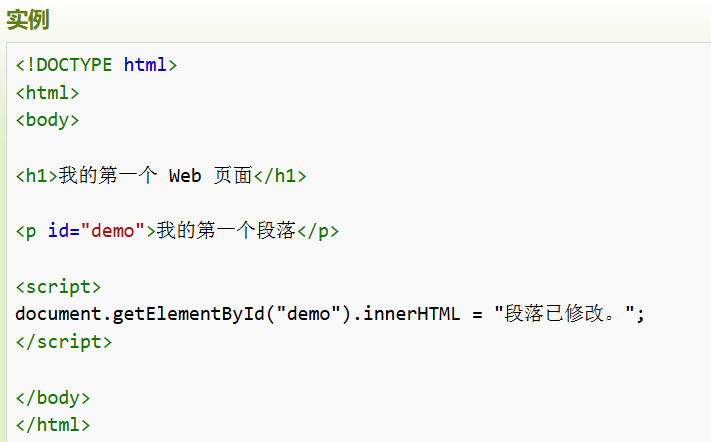 实例
<!DOCTYPE html>
<html>
<body>
<h1>我的第一个 Web 页面</h1>
<p id="demo">我的第一个段落</p>
<script>
document.getElementById("demo").innerHTML = "段落已修改。";
</script>
</body>
</html>